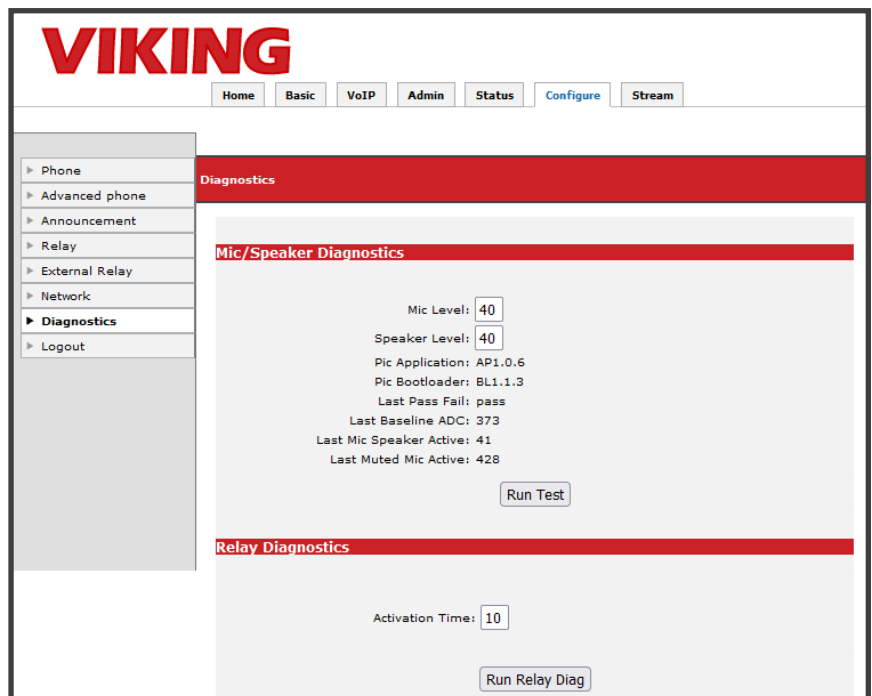 VIKING
Home Basic VoIP Admin Status Configure Stream
Phone
Advanced phone
Announcement
Relay
External Relay
Network
Diagnostics
Logout
Diagnostics
Mic/Speaker Diagnostics
Mic Level: 40
Speaker Level: 40
Pic Application: AP1.0.6
Pic Bootloader: BL1.1.3
Last Pass Fail: pass
Last Baseline ADC: 373
Last Mic Speaker Active: 41
Last Muted Mic Active: 428
Run Test
Relay Diagnostics
Activation Time: 10
Run Relay Diag